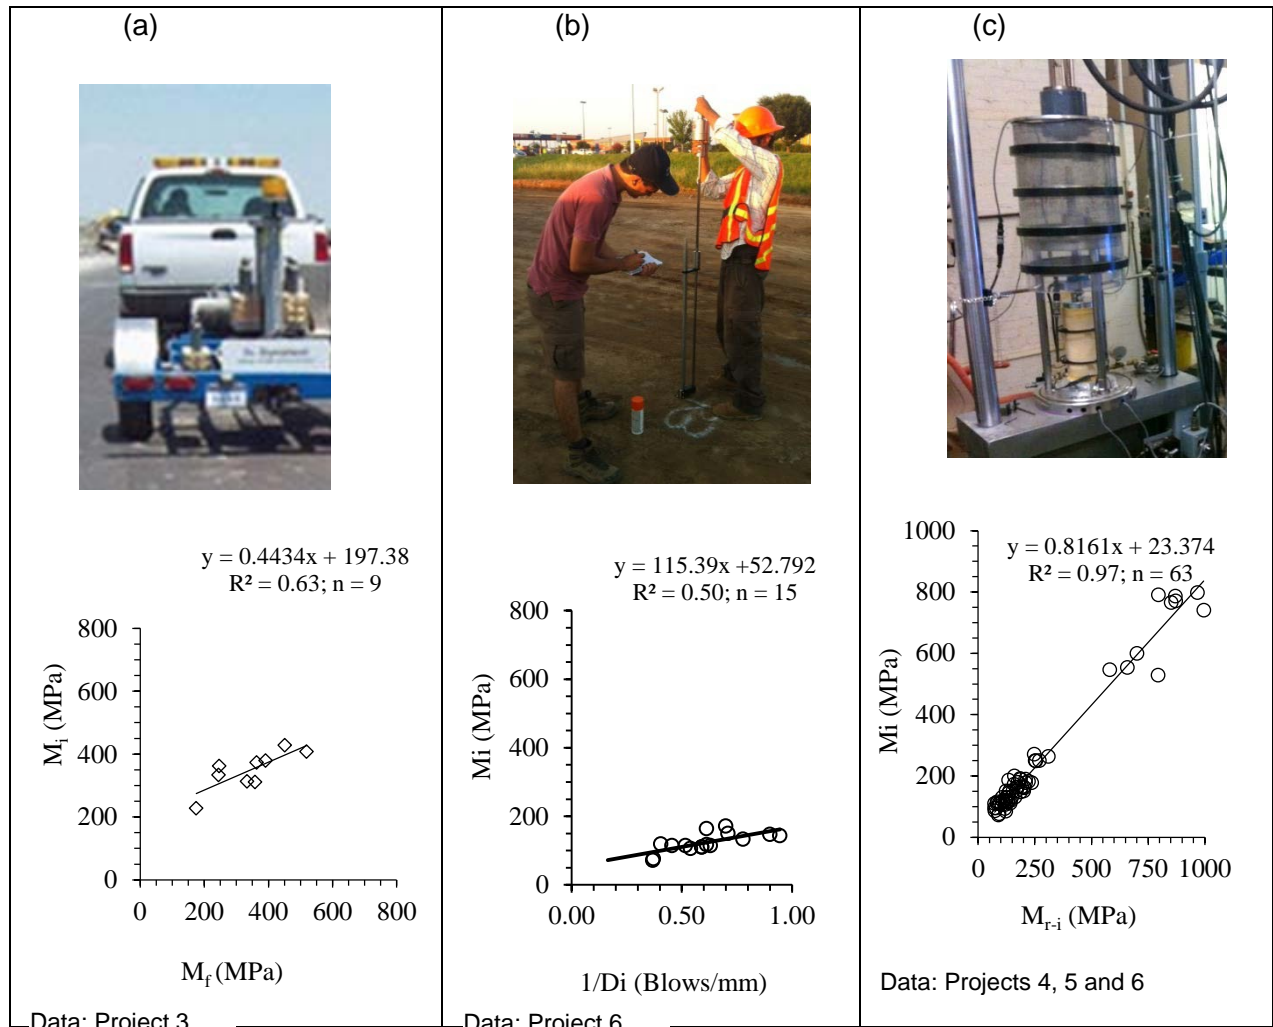 (a)
(b)
(c)
y = 0.4434x + 197.38
R² = 0.63; n = 9
800
600
400
200
0
0 200 400 600 800
Mi (MPa)
Mf (MPa)
Data: Project 3
y = 115.39x +52.792
R² = 0.50; n = 15
800
600
400
200
0
0.00 0.50 1.00
Mi (MPa)
1/Di (Blows/mm)
Data: Project 6
y = 0.8161x + 23.374
R² = 0.97; n = 63
1000
800
600
400
200
0
0 250 500 750 1000
Mi (MPa)
Mr-i (MPa)
Data: Projects 4, 5 and 6